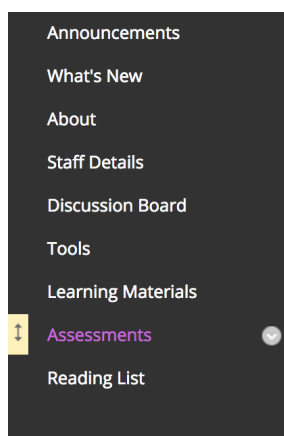 Announcements
What's New
About
Staff Details
Discussion Board
Tools
Learning Materials
Assessments
Reading List